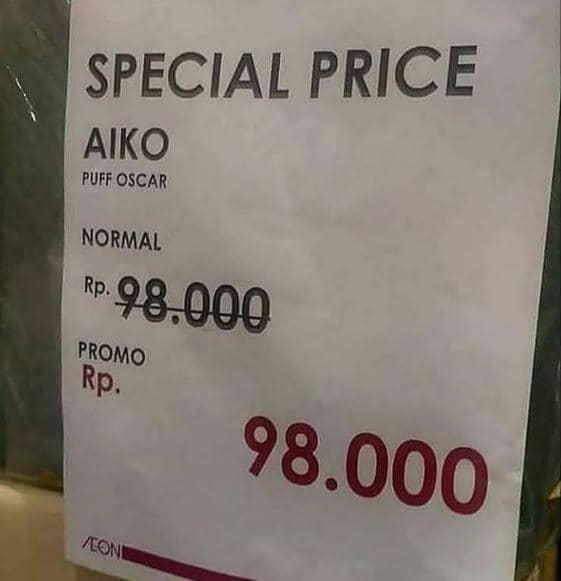 SPECIAL PRICE
AIKO
PUFF OSCAR
NORMAL
Rp. 98.000
PROMO
Rp.
98.000
ÆON